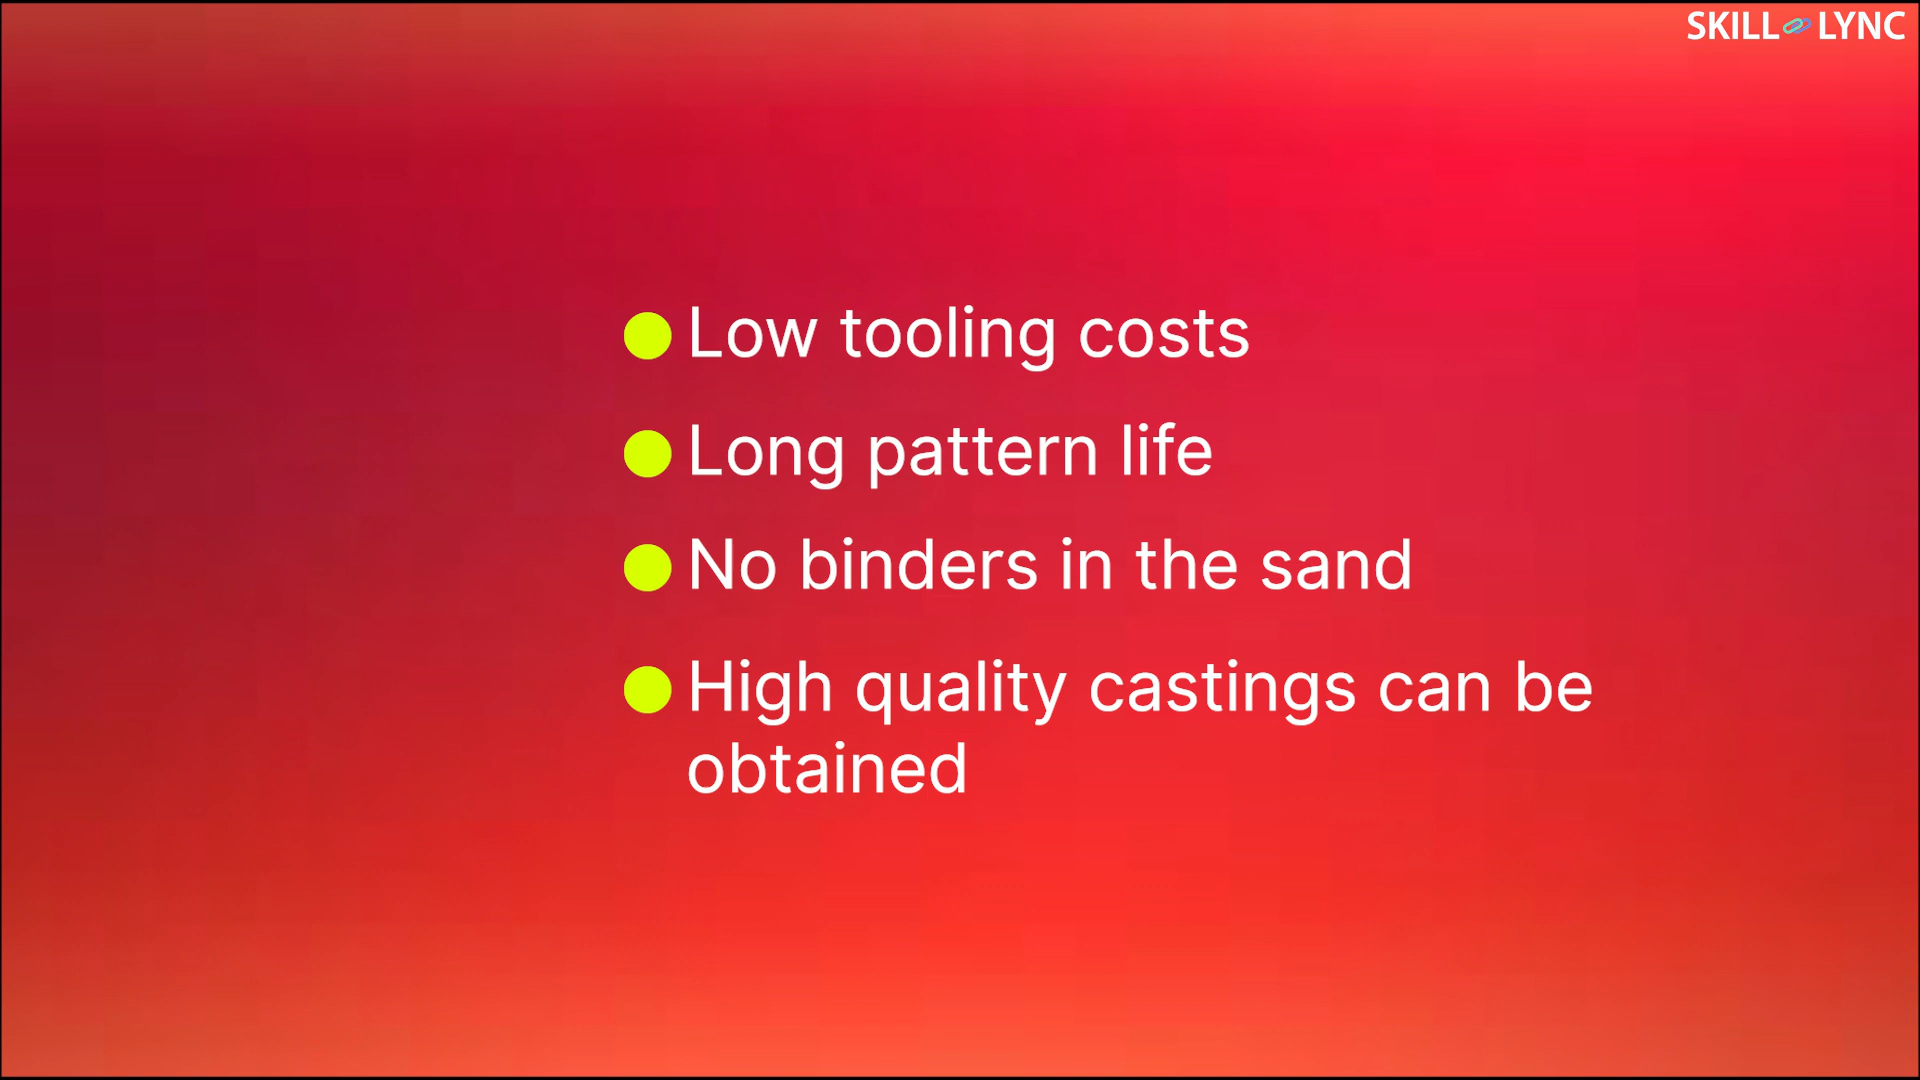 SKILL LYNC
Low tooling costs
Long pattern life
No binders in the sand
High quality castings can be
obtained